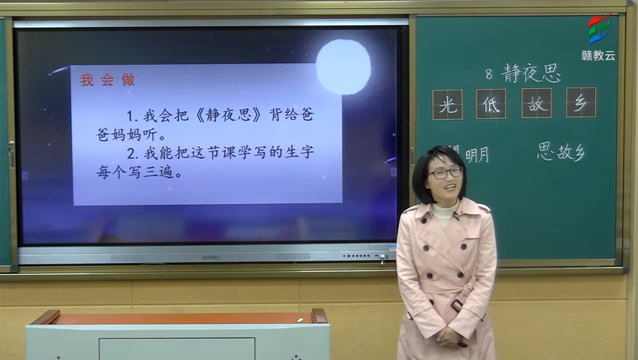 我会做
1. 我会把《静夜思》背给爸
爸妈妈听。
2. 我能把这节课学写的生字
每个写三遍。
赣教云
8 静夜思
光 低 故 乡
明月 思故乡